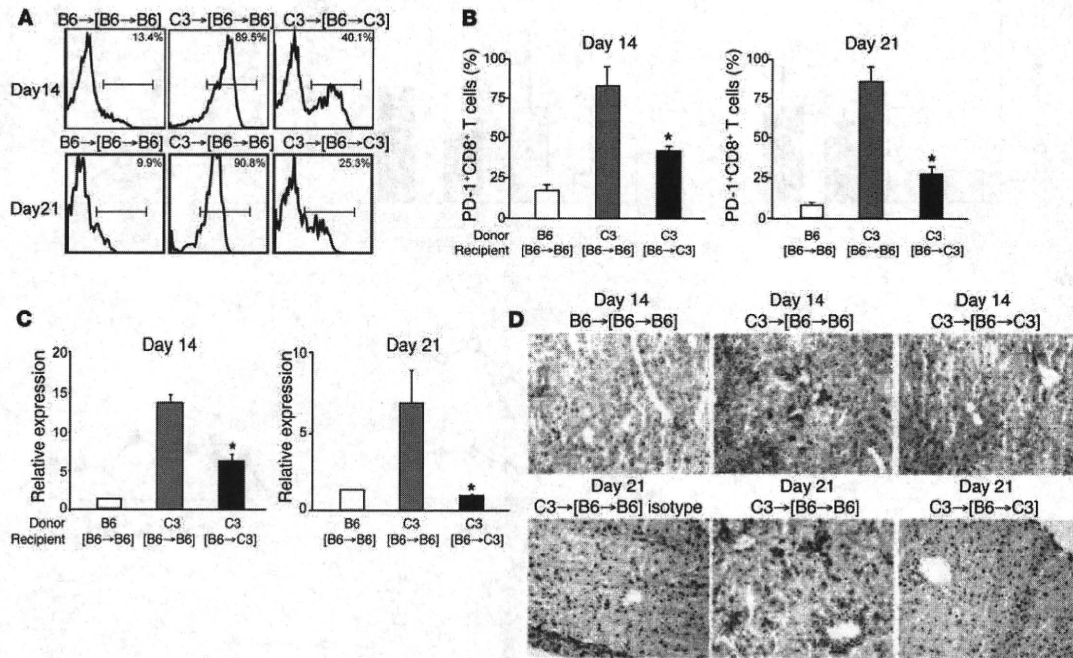 A
B6→[B6→B6] C3→[B6→B6] C3→[B6→C3]
Day14
13.4%
89.5%
40.1%
B6→[B6→B6] C3→[B6→B6] C3→[B6→C3]
Day21
9.9%
90.8%
25.3%
B
Day 14
PD-1+CD8+ T cells (%)
100
75
50
25
0
*
Donor B6 C3 C3
Recipient [B6→B6] [B6→B6] [B6→C3]
Day 21
PD-1+CD8+ T cells (%)
100
75
50
25
0
*
B6 C3 C3
[B6→B6] [B6→B6] [B6→C3]
C
Day 14
Relative expression
20
15
10
5
0
*
Donor B6 C3 C3
Recipient [B6→B6] [B6→B6] [B6→C3]
Day 21
Relative expression
10
5
0
*
B6 C3 C3
[B6→B6] [B6→B6] [B6→C3]
D
Day 14
B6→[B6→B6]
Day 14
C3→[B6→B6]
Day 14
C3→[B6→C3]
Day 21
C3→[B6→B6] isotype
Day 21
C3→[B6→B6]
Day 21
C3→[B6→C3]